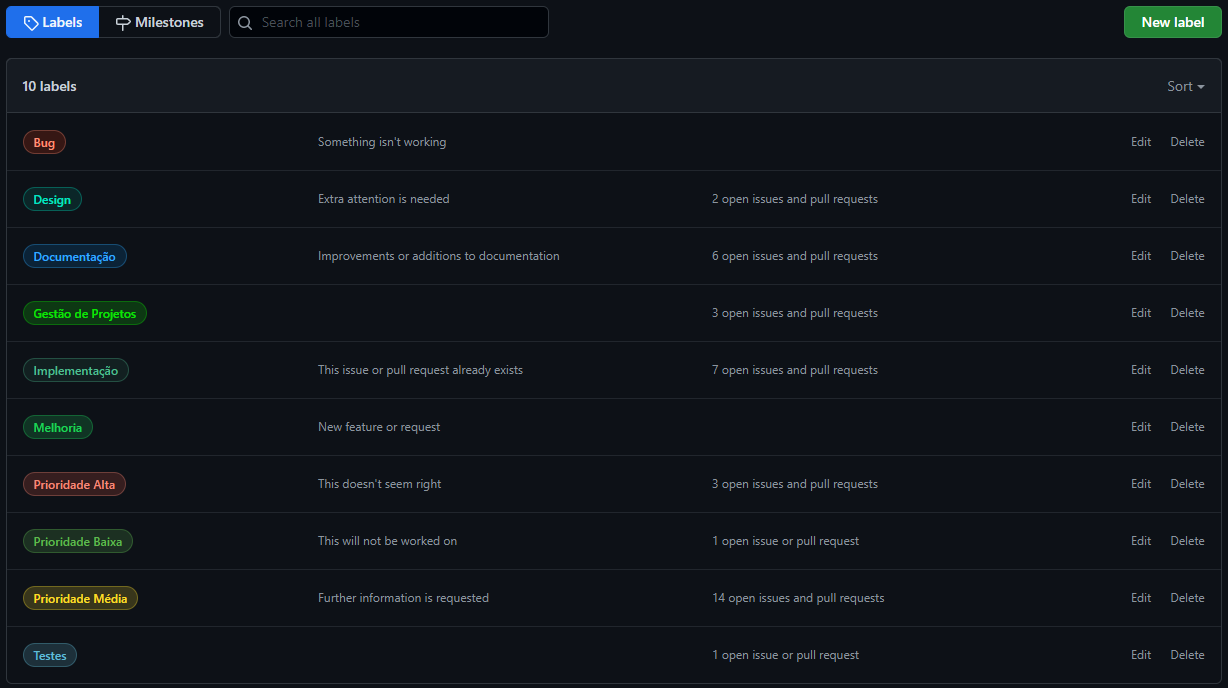 Labels Milestones Search all labels New label
10 labels Sort
Bug Something isn't working Edit Delete
Design Extra attention is needed 2 open issues and pull requests Edit Delete
Documentação Improvements or additions to documentation 6 open issues and pull requests Edit Delete
Gestão de Projetos 3 open issues and pull requests Edit Delete
Implementação This issue or pull request already exists 7 open issues and pull requests Edit Delete
Melhoria New feature or request Edit Delete
Prioridade Alta This doesn't seem right 3 open issues and pull requests Edit Delete
Prioridade Baixa This will not be worked on 1 open issue or pull request Edit Delete
Prioridade Média Further information is requested 14 open issues and pull requests Edit Delete
Testes 1 open issue or pull request Edit Delete